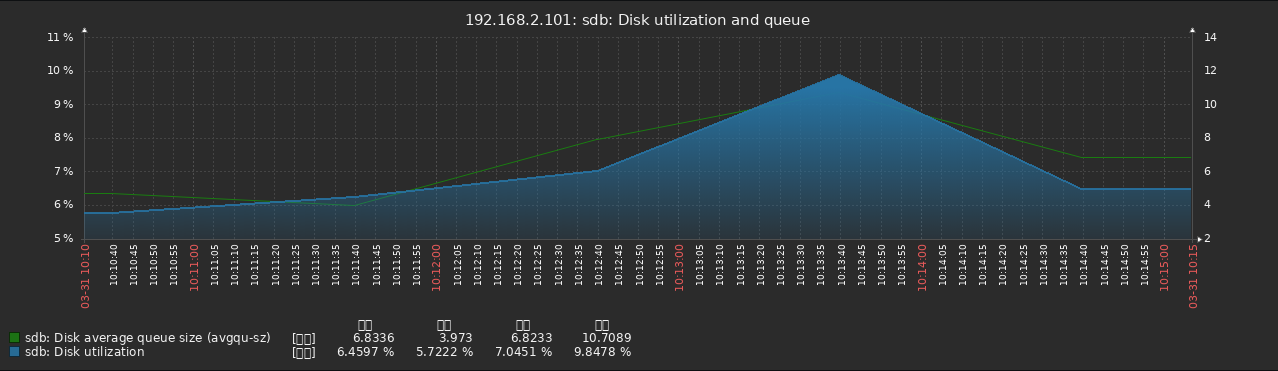 192.168.2.101: sdb: Disk utilization and queue
11 % 14
10 % 12
9 % 10
8 % 8
7 % 6
6 % 4
5 % 2
03-31 10:10 10:10:40 10:10:45 10:10:50 10:10:55 10:11:00 10:11:05 10:11:10 10:11:15 10:11:20 10:11:25 10:11:30 10:11:35 10:11:40 10:11:45 10:11:50 10:11:55 10:12:00 10:12:05 10:12:10 10:12:15 10:12:20 10:12:25 10:12:30 10:12:35 10:12:40 10:12:45 10:12:50 10:12:55 10:13:00 10:13:05 10:13:10 10:13:15 10:13:20 10:13:25 10:13:30 10:13:35 10:13:40 10:13:45 10:13:50 10:13:55 10:14:00 10:14:05 10:14:10 10:14:15 10:14:20 10:14:25 10:14:30 10:14:35 10:14:40 10:14:45 10:14:50 10:14:55 10:15:00 03-31 10:15
sdb: Disk average queue size (avgqu-sz) 6.8336 3.973 6.8233 10.7089
sdb: Disk utilization 6.4597 % 5.7222 % 7.0451 % 9.8478 %